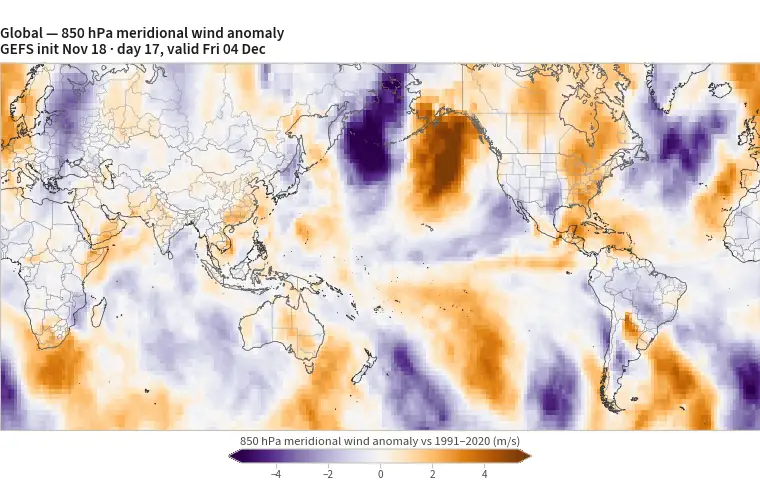 Global — 850 hPa meridional wind anomaly
GEFS init Nov 18 · day 17, valid Fri 04 Dec
850 hPa meridional wind anomaly vs 1991–2020 (m/s)
−4 −2 0 2 4